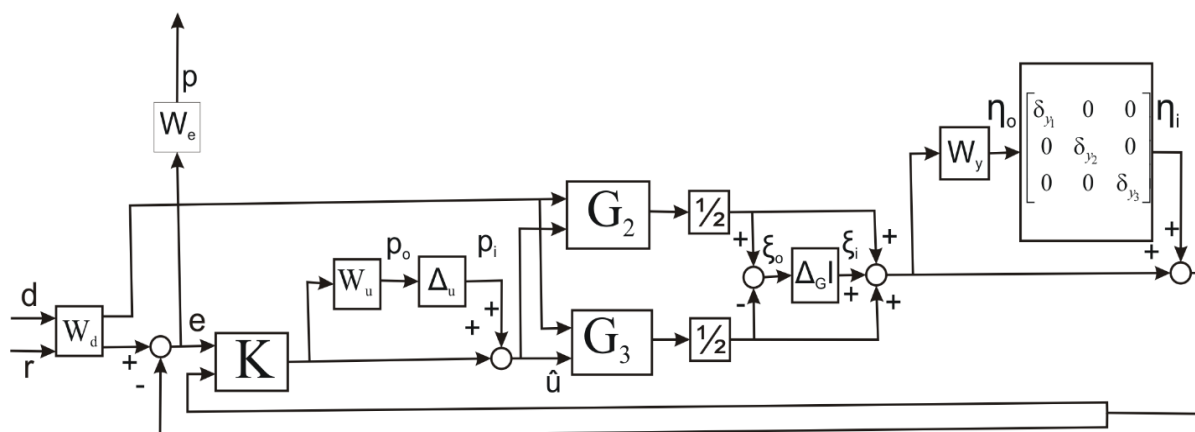 p
W_e
η_o
δ_y1 0 0
0 δ_y2 0
0 0 δ_y3
η_i
W_y
G_2
½
+
+
+
+
p_o
p_i
ξ_o
ξ_i
W_u
Δ_u
Δ_G I
+
+
+
+
-
d
W_d
e
G_3
½
r
+
-
K
û